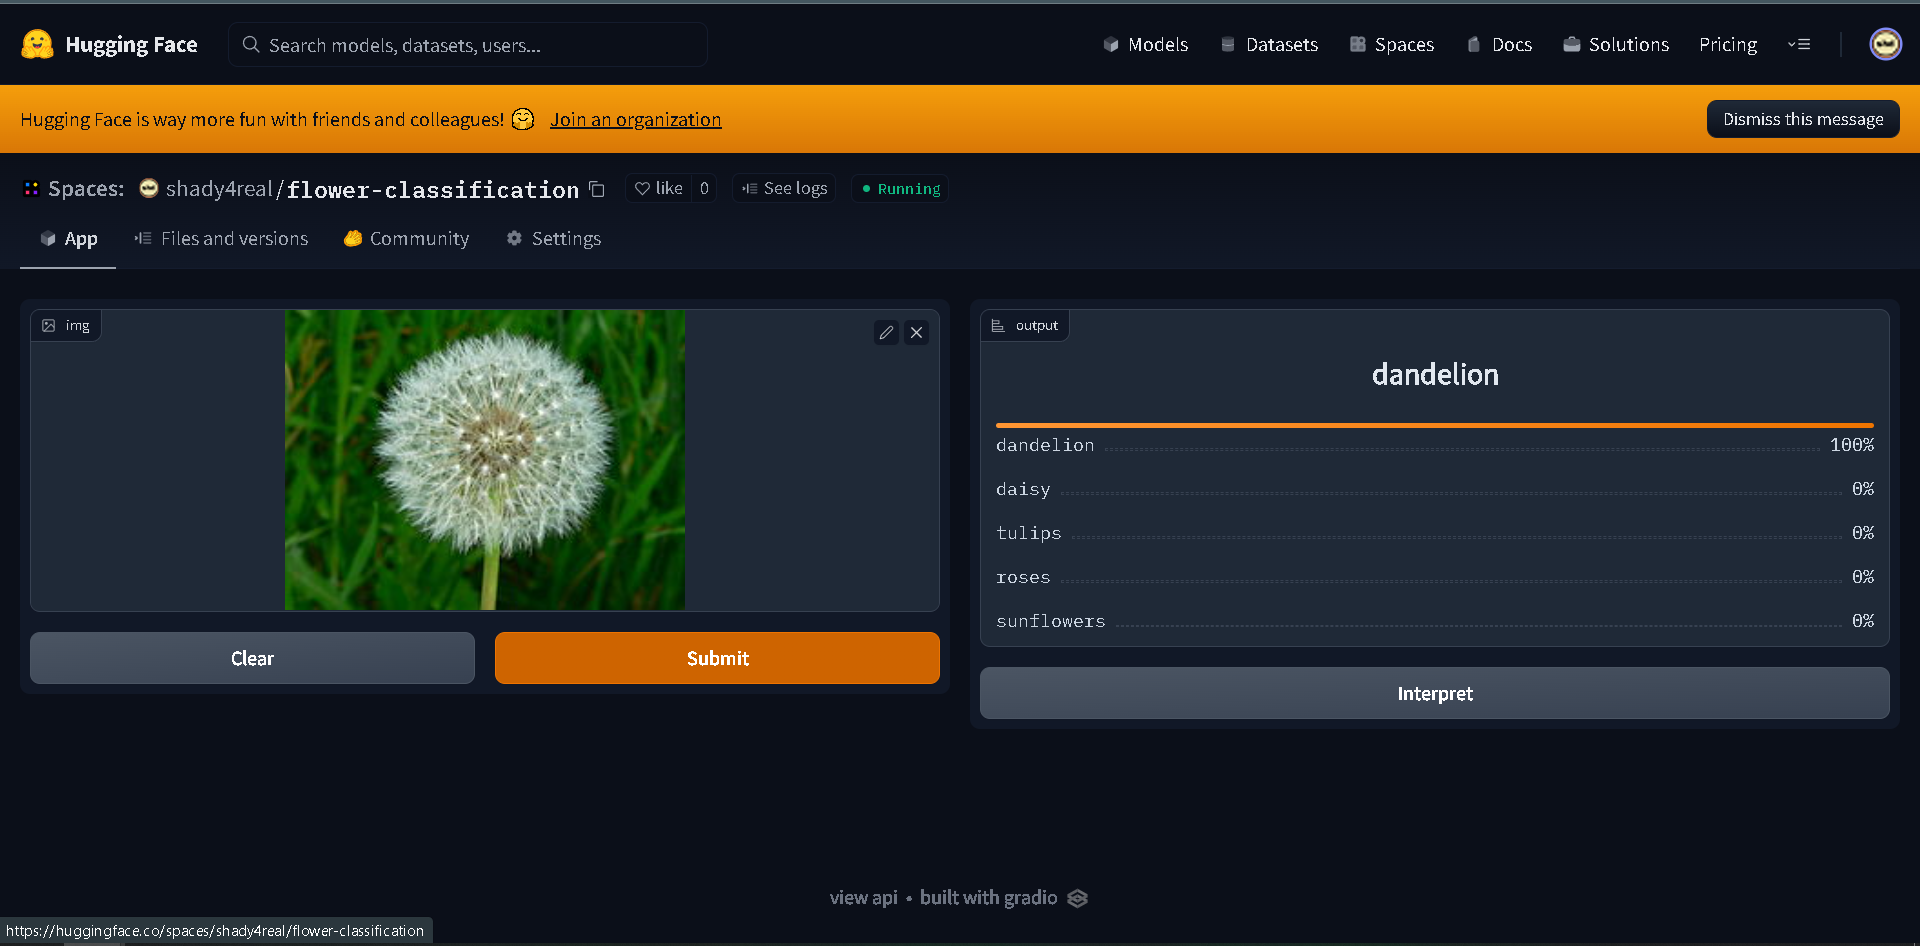 Hugging Face
Search models, datasets, users...
Models
Datasets
Spaces
Docs
Solutions
Pricing
Hugging Face is way more fun with friends and colleagues! 🤗 Join an organization
Dismiss this message
Spaces: shady4real/flower-classification
like 0
See logs
Running
App
Files and versions
Community
Settings
img
Clear
Submit
output
dandelion
dandelion 100%
daisy 0%
tulips 0%
roses 0%
sunflowers 0%
Interpret
view api • built with gradio
https://huggingface.co/spaces/shady4real/flower-classification